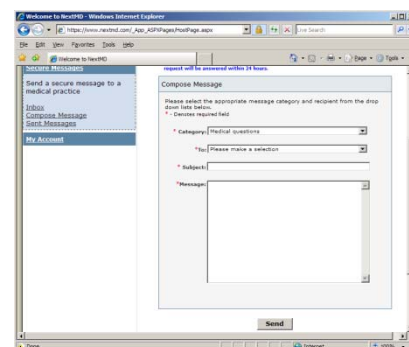 Welcome to NextMD - Windows Internet Explorer
https://www.nextmd.com/_App_ASPXPages/HostPage.aspx
Live Search
File Edit View Favorites Tools Help
Welcome to NextMD
Page Tools
Secure Messages
request will be answered within 24 hours.
Send a secure message to a
medical practice
Inbox
Compose Message
Sent Messages
My Account
Compose Message
Please select the appropriate message category and recipient from the drop
down lists below.
* - Denotes required field
* Category: Medical questions
*To: Please make a selection
* Subject:
*Message:
Send
Done
Internet
100%